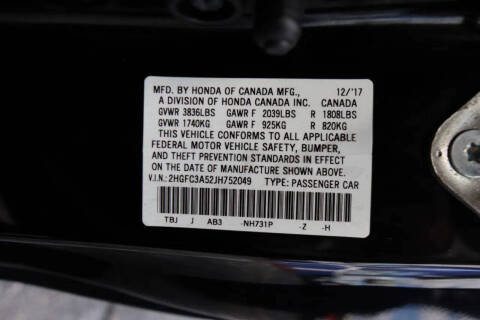 MFD. BY HONDA OF CANADA MFG., 12/'17
A DIVISION OF HONDA CANADA INC. CANADA
GVWR 3836LBS GAWR F 2039LBS R 1808LBS
GVWR 1740KG GAWR F 925KG R 820KG
THIS VEHICLE CONFORMS TO ALL APPLICABLE
FEDERAL MOTOR VEHICLE SAFETY, BUMPER,
AND THEFT PREVENTION STANDARDS IN EFFECT
ON THE DATE OF MANUFACTURE SHOWN ABOVE.
V.I.N.: 2HGFC3A52JH752049 TYPE: PASSENGER CAR
TBJ J AB3 -NH731P -Z -H